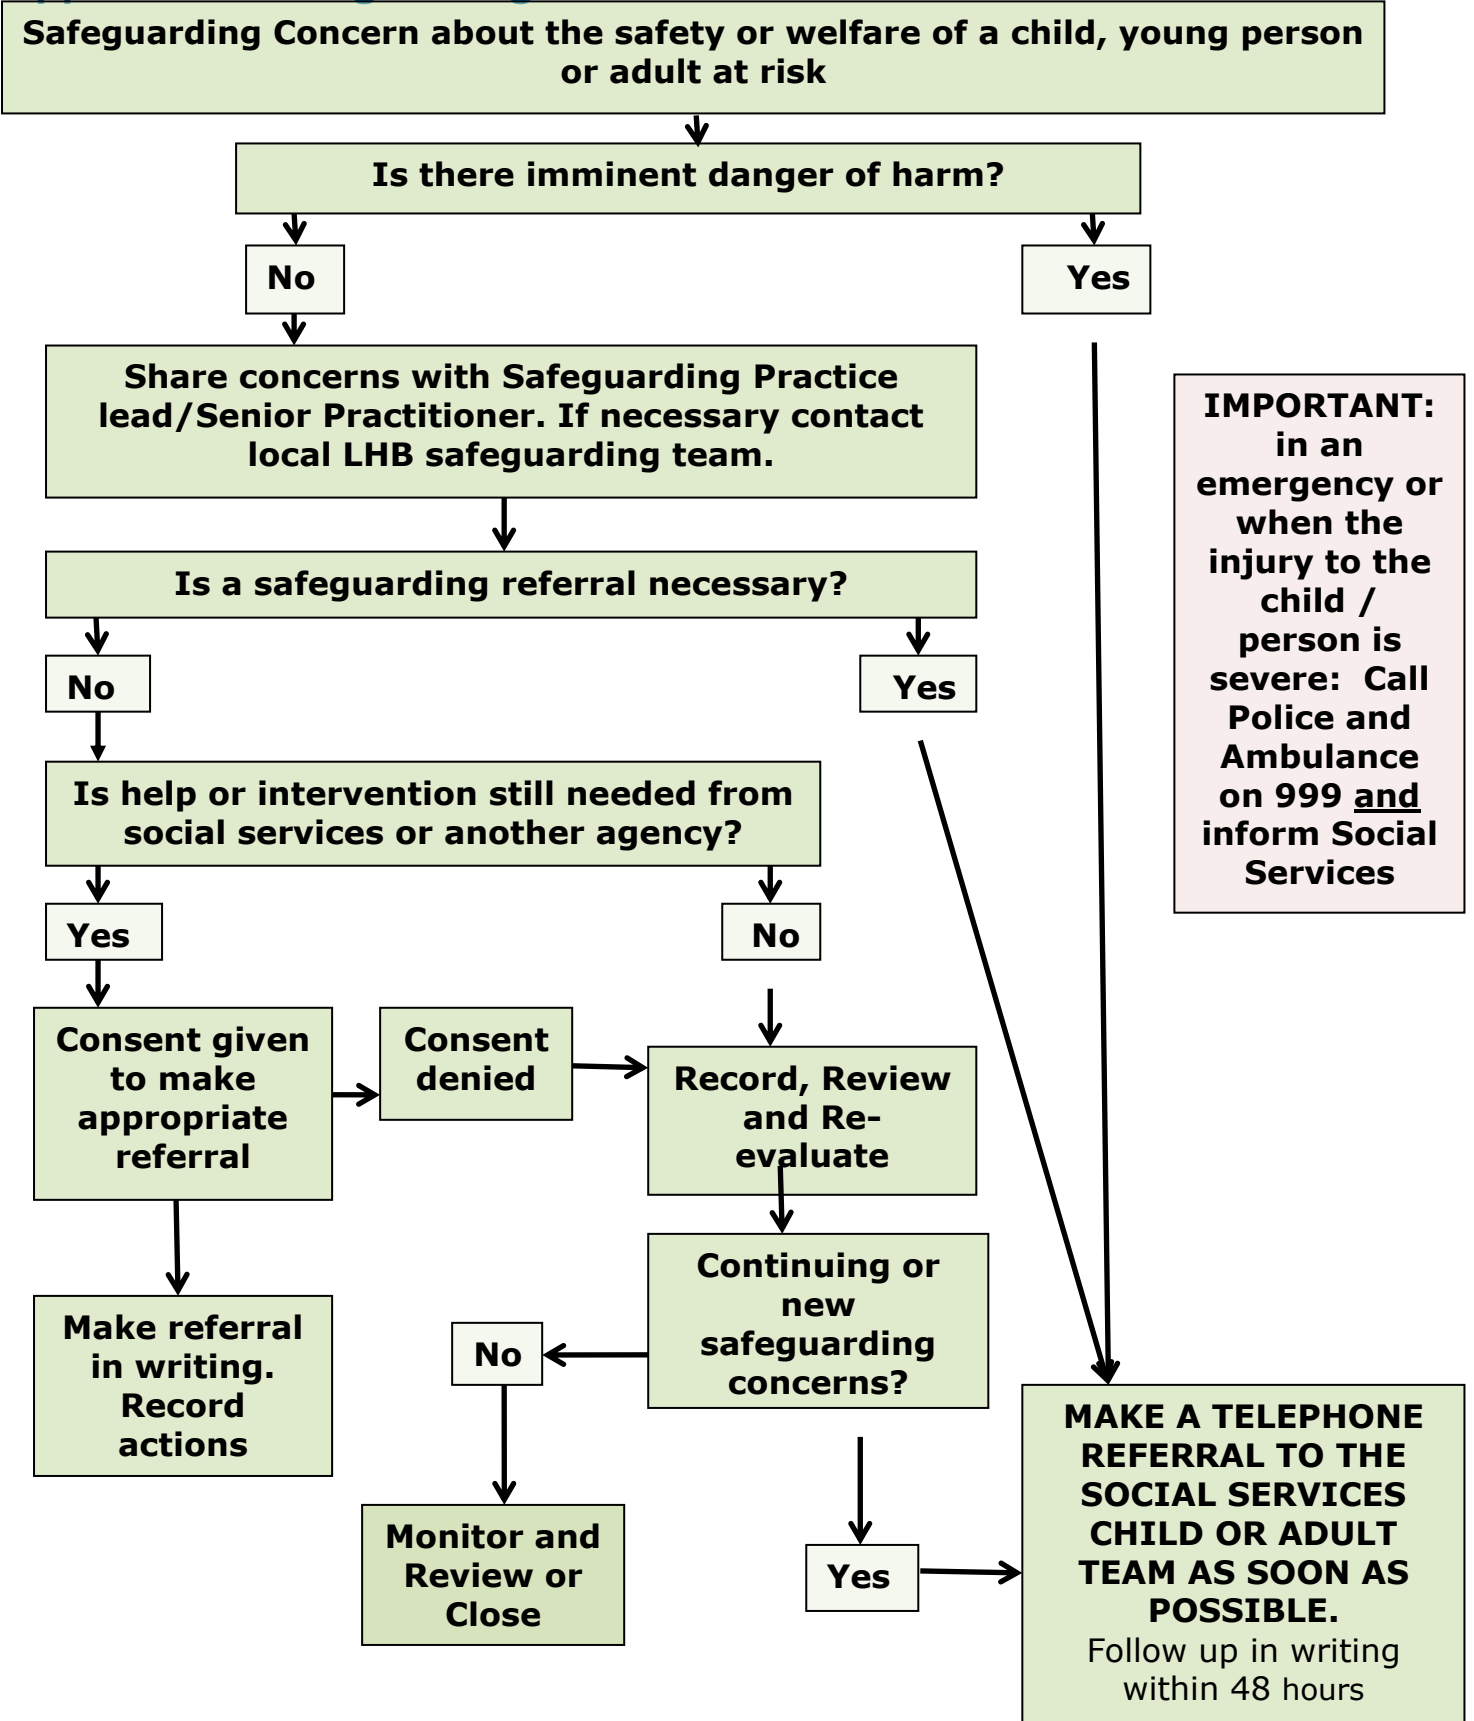 Safeguarding Concern about the safety or welfare of a child, young person
or adult at risk
Is there imminent danger of harm?
No
Yes
Share concerns with Safeguarding Practice
lead/Senior Practitioner. If necessary contact
local LHB safeguarding team.
IMPORTANT:
in an
emergency or
when the
injury to the
child /
person is
severe:  Call
Police and
Ambulance
on 999 and
inform Social
Services
Is a safeguarding referral necessary?
No
Yes
Is help or intervention still needed from
social services or another agency?
Yes
No
Consent given
to make
appropriate
referral
Consent
denied
Record, Review
and Re-
evaluate
Continuing or
new
safeguarding
concerns?
No
Make referral
in writing.
Record
actions
Monitor and
Review or
Close
Yes
MAKE A TELEPHONE
REFERRAL TO THE
SOCIAL SERVICES
CHILD OR ADULT
TEAM AS SOON AS
POSSIBLE.
Follow up in writing
within 48 hours